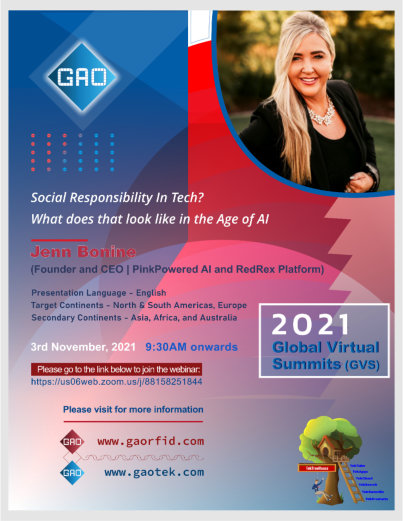 GAO
Social Responsibility In Tech?
What does that look like in the Age of AI
Jenn Bonine
(Founder and CEO | PinkPowered AI and RedRex Platform)
Presentation Language - English
Target Continents - North & South Americas, Europe
Secondary Continents - Asia, Africa, and Australia
3rd November, 2021 9:30AM onwards
2021
Global Virtual
Summits (GVS)
Please go to the link below to join the webinar:
https://us06web.zoom.us/j/88158251844
Please visit for more information
GAO www.gaorfid.com
GAO www.gaotek.com